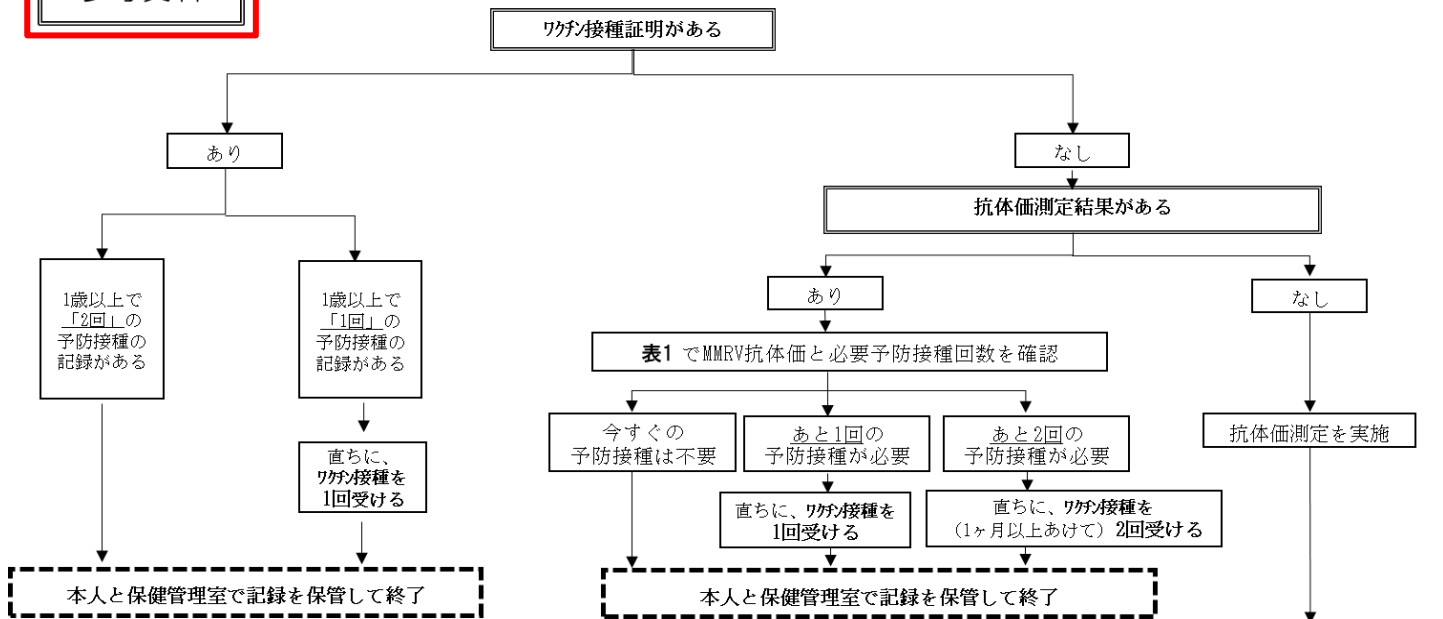 ワクチン接種証明がある
あり
なし
抗体価測定結果がある
1歳以上で
「2回」の
予防接種の
記録がある
1歳以上で
「1回」の
予防接種の
記録がある
直ちに、
ワクチン接種を
1回受ける
あり
なし
表1 でMMRV抗体価と必要予防接種回数を確認
今すぐの
予防接種は不要
あと1回の
予防接種が必要
あと2回の
予防接種が必要
抗体価測定を実施
直ちに、ワクチン接種を
1回受ける
直ちに、ワクチン接種を
(1ヶ月以上あけて) 2回受ける
本人と保健管理室で記録を保管して終了
本人と保健管理室で記録を保管して終了